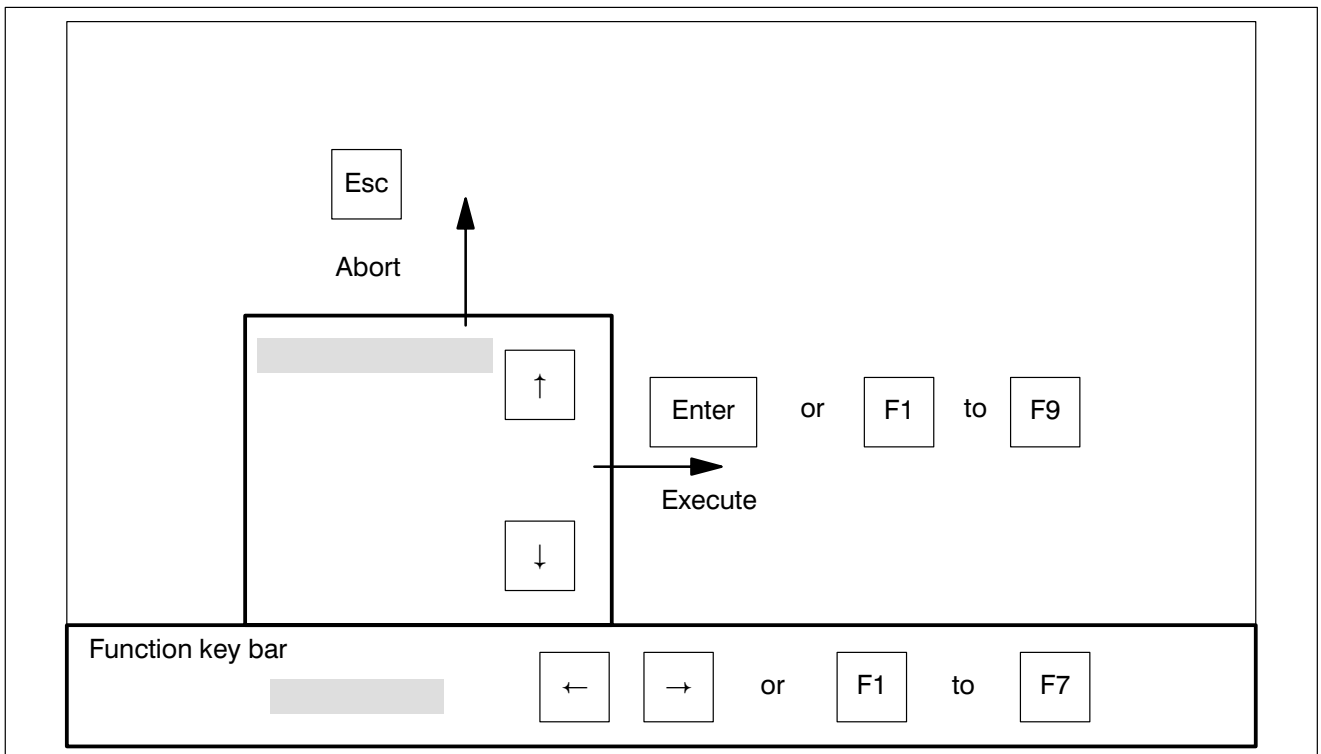 Esc
Abort
↑
Enter or F1 to F9
Execute
↓
Function key bar
← → or F1 to F7